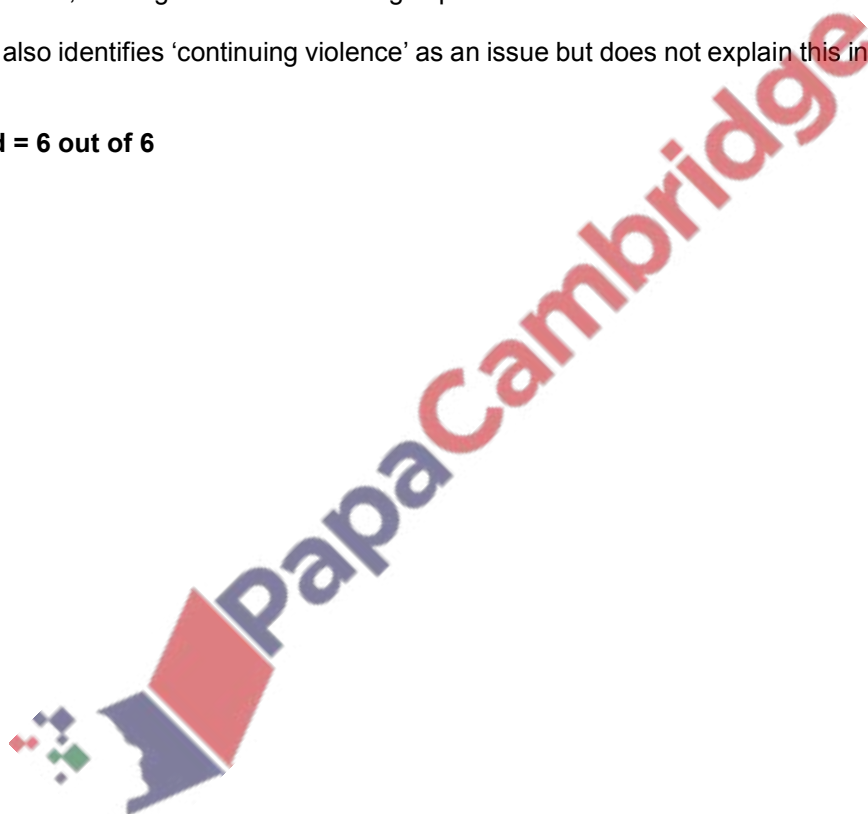 also identifies ‘continuing violence’ as an issue but does not explain this in
= 6 out of 6
PapaCambridge